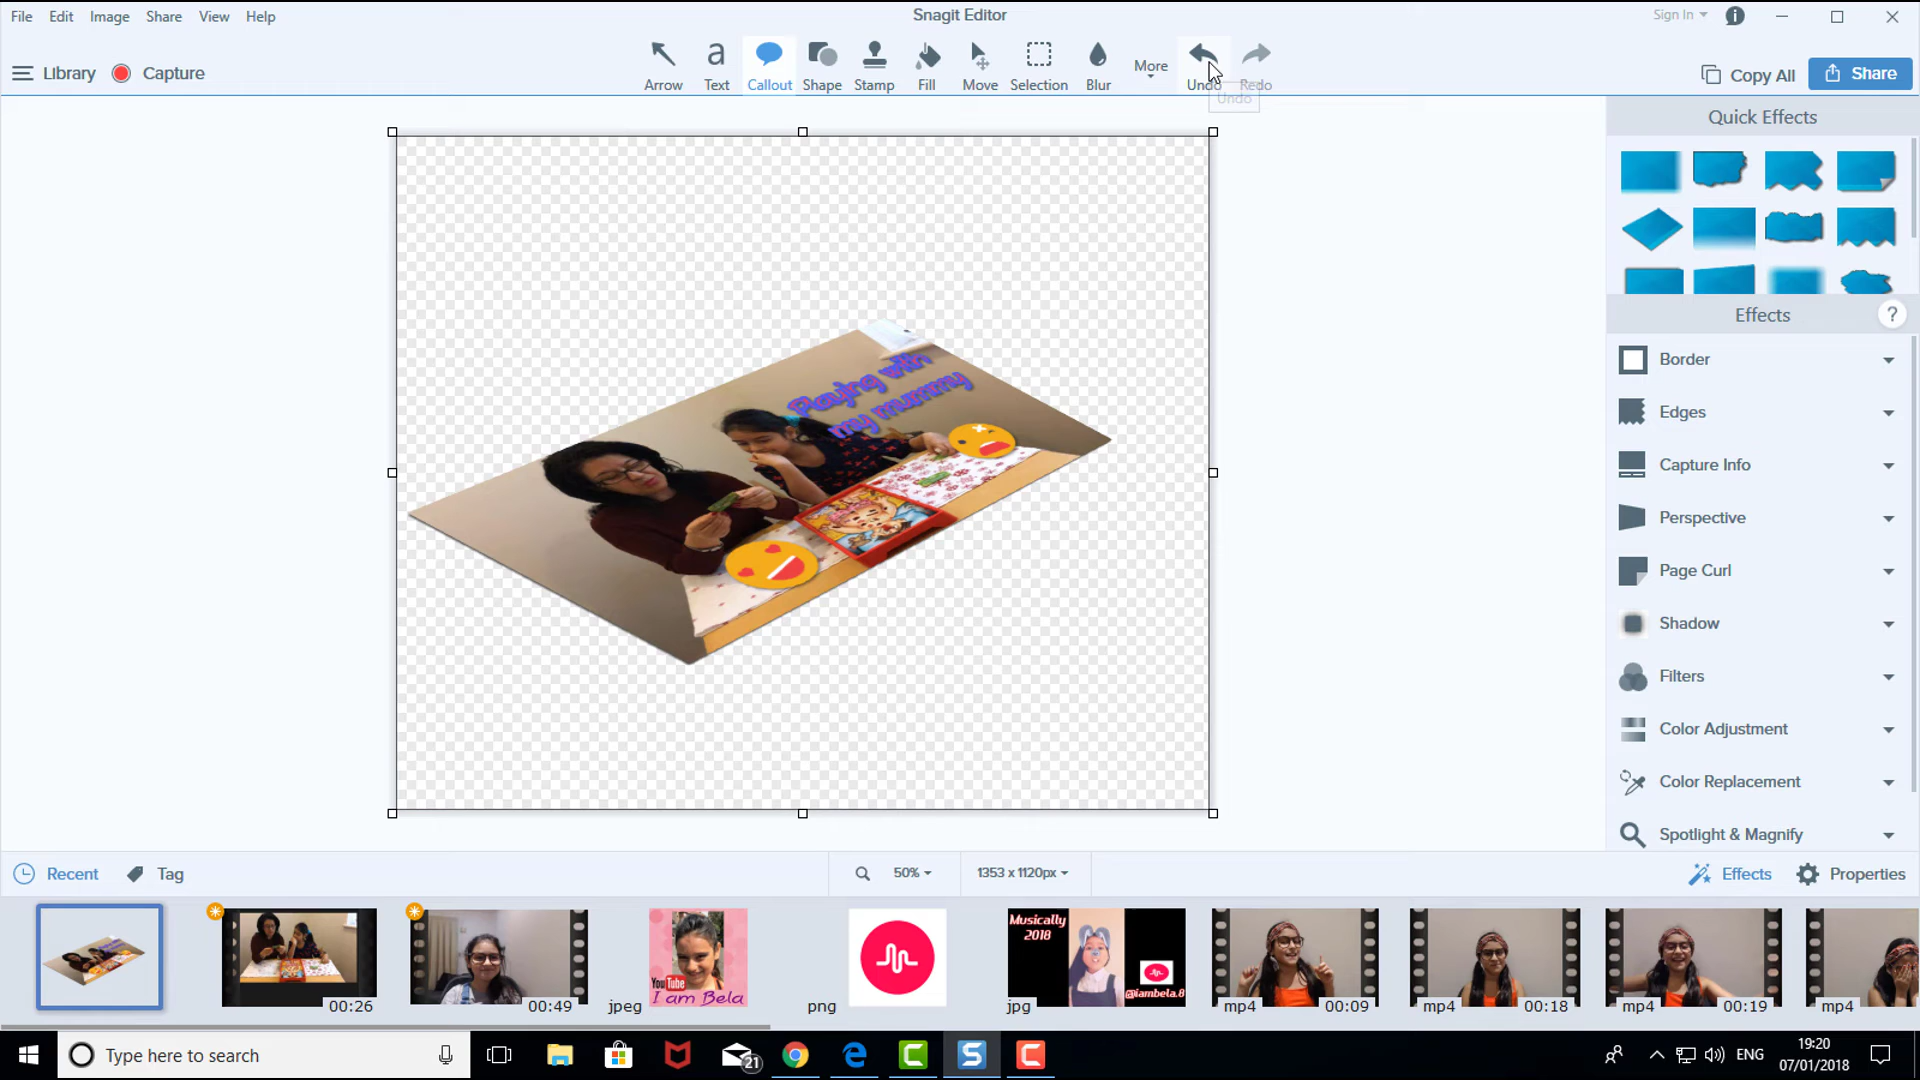 File Edit Image Share View Help
Snagit Editor
Sign In
Library Capture
Arrow Text Callout Shape Stamp Fill Move Selection Blur More Undo Redo
Copy All Share
Undo
Quick Effects
Effects ?
Border
Edges
Capture Info
Perspective
Page Curl
Shadow
Filters
Color Adjustment
Color Replacement
Spotlight & Magnify
Playing with
my mummy
Recent Tag 50% 1353 x 1120px Effects Properties
00:26
00:49
jpeg
You Tube
I am Bela
png
jpg
Musically
2018
@iambela.8
mp4 00:09
mp4 00:18
mp4 00:19
mp4
Type here to search
21
ENG
19:20
07/01/2018